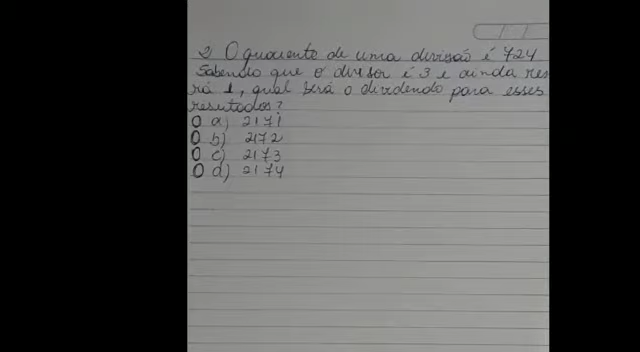 2 O quociente de uma divisão é 724
Sabendo que o divisor é 3 e ainda res
rá 1, qual será o dividendo para esses
resultados?
a) 2171
b) 2172
c) 2173
d) 2174